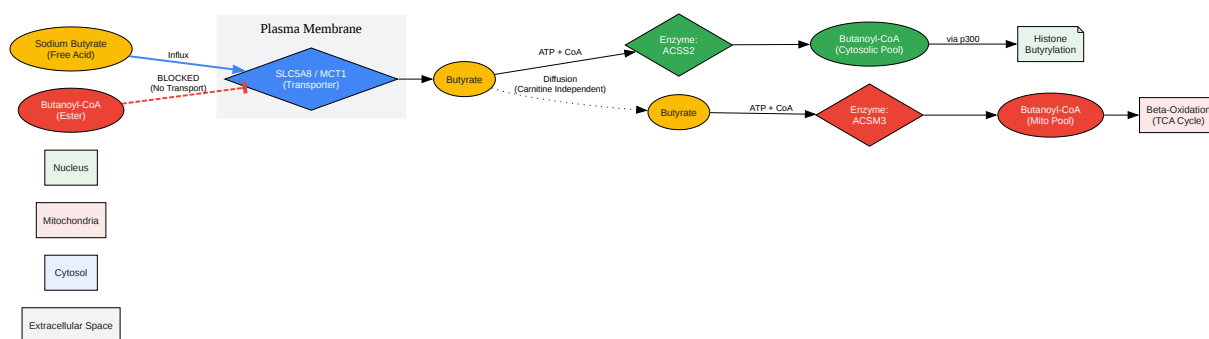 Plasma Membrane
Sodium Butyrate
(Free Acid)
Influx
BLOCKED
(No Transport)
Butanoyl-CoA
(Ester)
SLC5A8 / MCT1
(Transporter)
Butyrate
ATP + CoA
Enzyme:
ACSS2
Butanoyl-CoA
(Cytosolic Pool)
via p300
Histone
Butyrylation
Diffusion
(Carnitine Independent)
Butyrate
ATP + CoA
Enzyme:
ACSM3
Butanoyl-CoA
(Mito Pool)
Beta-Oxidation
(TCA Cycle)
Nucleus
Mitochondria
Cytosol
Extracellular Space